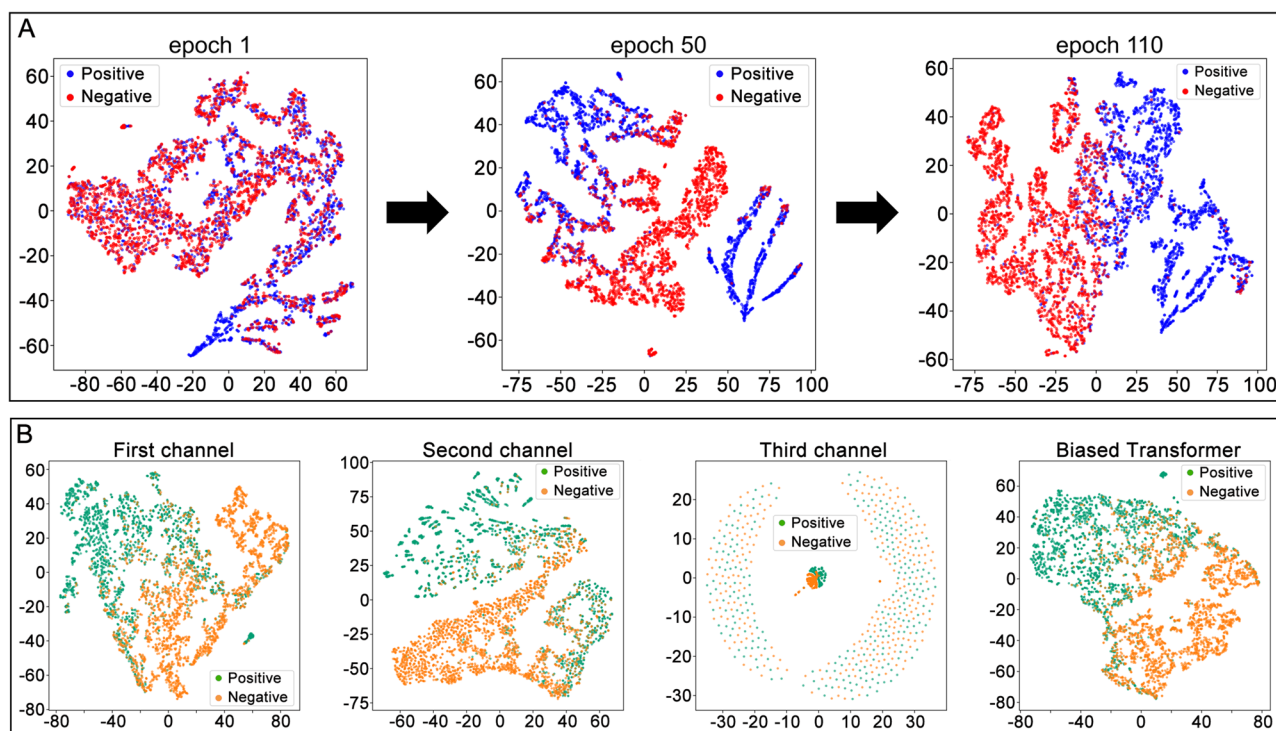 A
epoch 1
epoch 50
epoch 110
Positive
Negative
60
40
20
0
-20
-40
-60
-80 -60 -40 -20 0 20 40 60
Positive
Negative
60
40
20
0
-20
-40
-60
-75 -50 -25 0 25 50 75 100
Positive
Negative
60
40
20
0
-20
-40
-60
-75 -50 -25 0 25 50 75 100
B
First channel
Second channel
Third channel
Biased Transformer
60
40
20
0
-20
-40
-60
-80
Positive
Negative
-80 -40 0 40 80
100
75
50
25
0
-25
-50
-75
Positive
Negative
-60 -40 -20 0 20 40 60
20
10
0
-10
-20
-30
Positive
Negative
-30 -20 -10 0 10 20 30
60
40
20
0
-20
-40
-60
-80
Positive
Negative
-80 -40 0 40 80